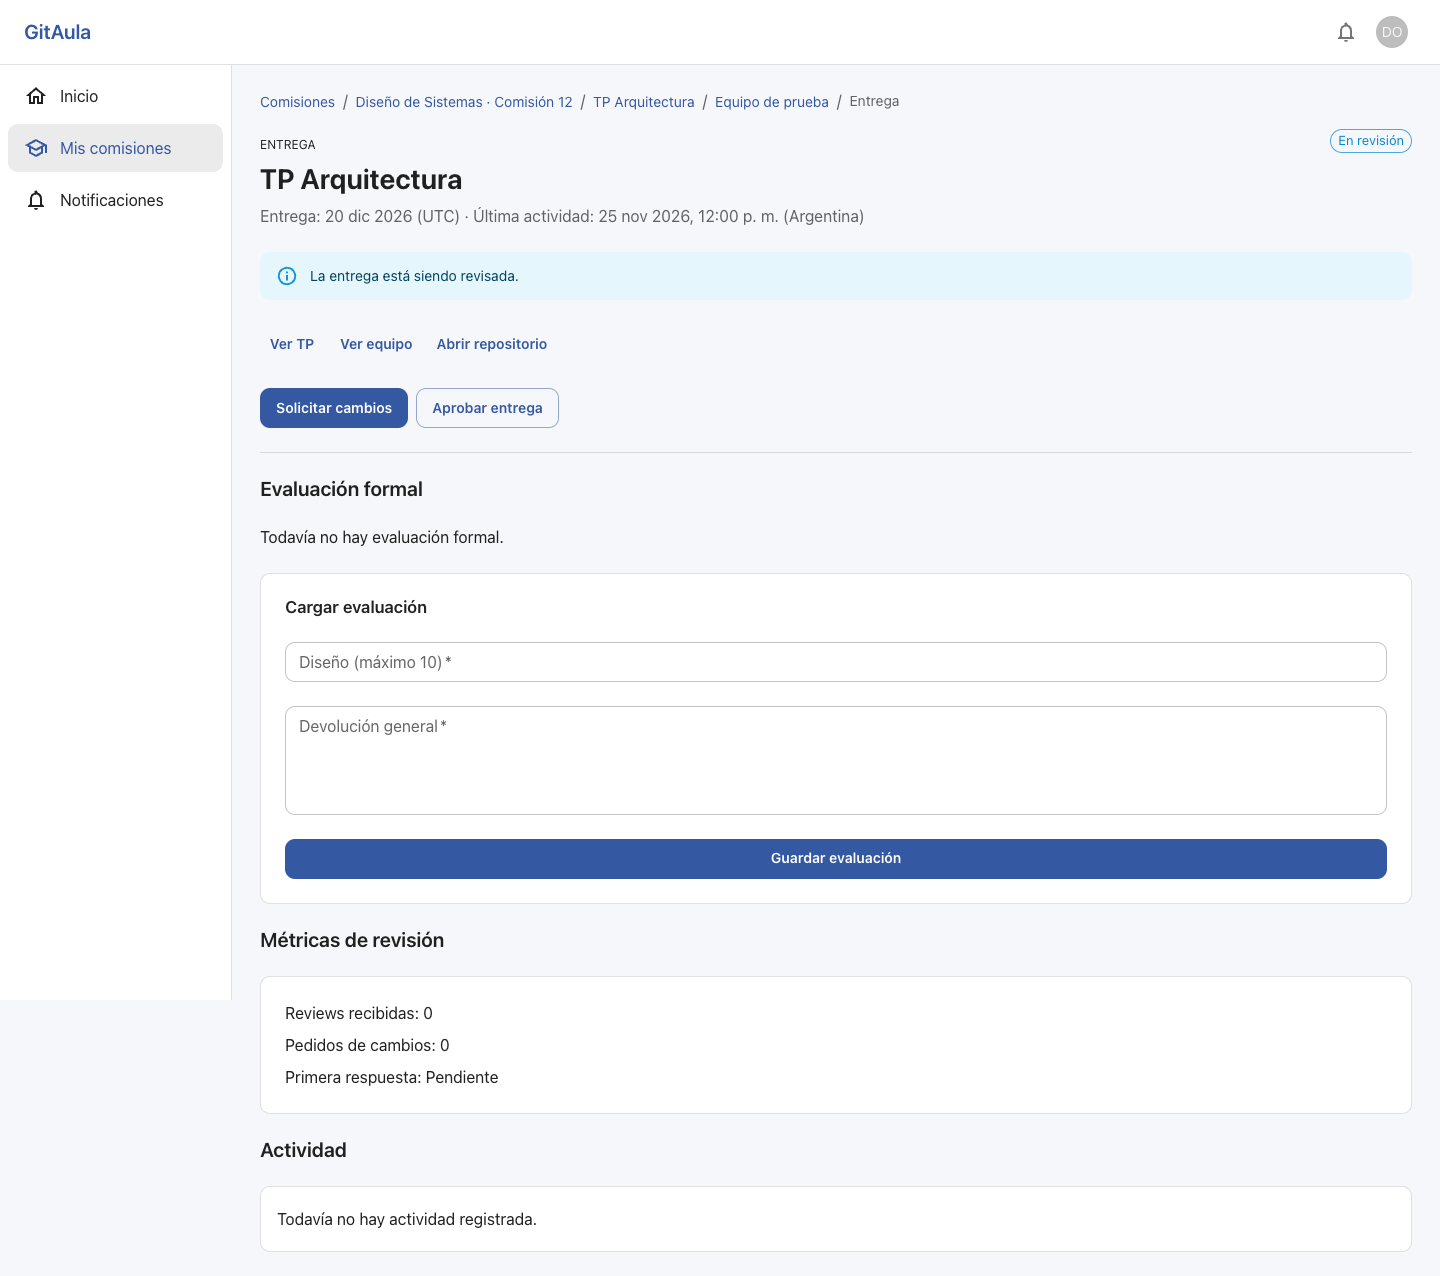 GitAula
DO
Inicio
Mis comisiones
Notificaciones
Comisiones / Diseño de Sistemas · Comisión 12 / TP Arquitectura / Equipo de prueba / Entrega
ENTREGA
En revisión
TP Arquitectura
Entrega: 20 dic 2026 (UTC) · Última actividad: 25 nov 2026, 12:00 p. m. (Argentina)
La entrega está siendo revisada.
Ver TP Ver equipo Abrir repositorio
Solicitar cambios Aprobar entrega
Evaluación formal
Todavía no hay evaluación formal.
Cargar evaluación
Diseño (máximo 10) *
Devolución general *
Guardar evaluación
Métricas de revisión
Reviews recibidas: 0
Pedidos de cambios: 0
Primera respuesta: Pendiente
Actividad
Todavía no hay actividad registrada.